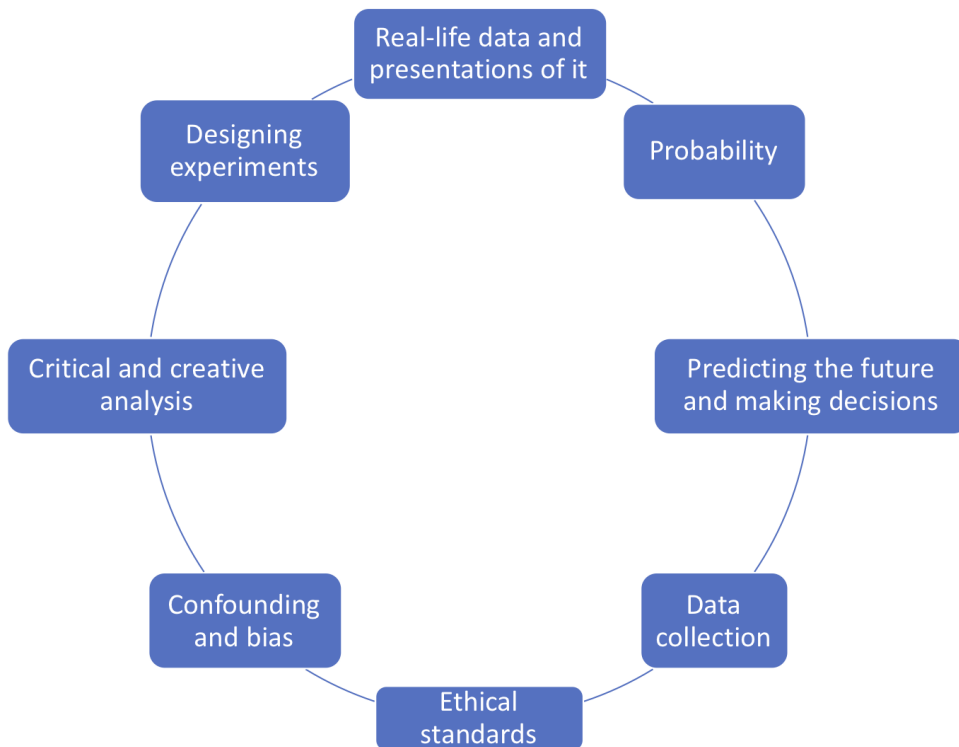 Real-life data and
presentations of it
Probability
Predicting the future
and making decisions
Data
collection
Ethical
standards
Confounding
and bias
Critical and creative
analysis
Designing
experiments